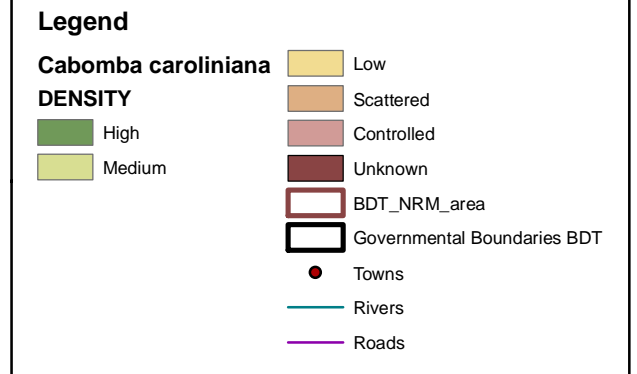 Legend
Cabomba caroliniana
DENSITY
High
Medium
Low
Scattered
Controlled
Unknown
BDT_NRM_area
Governmental Boundaries BDT
Towns
Rivers
Roads